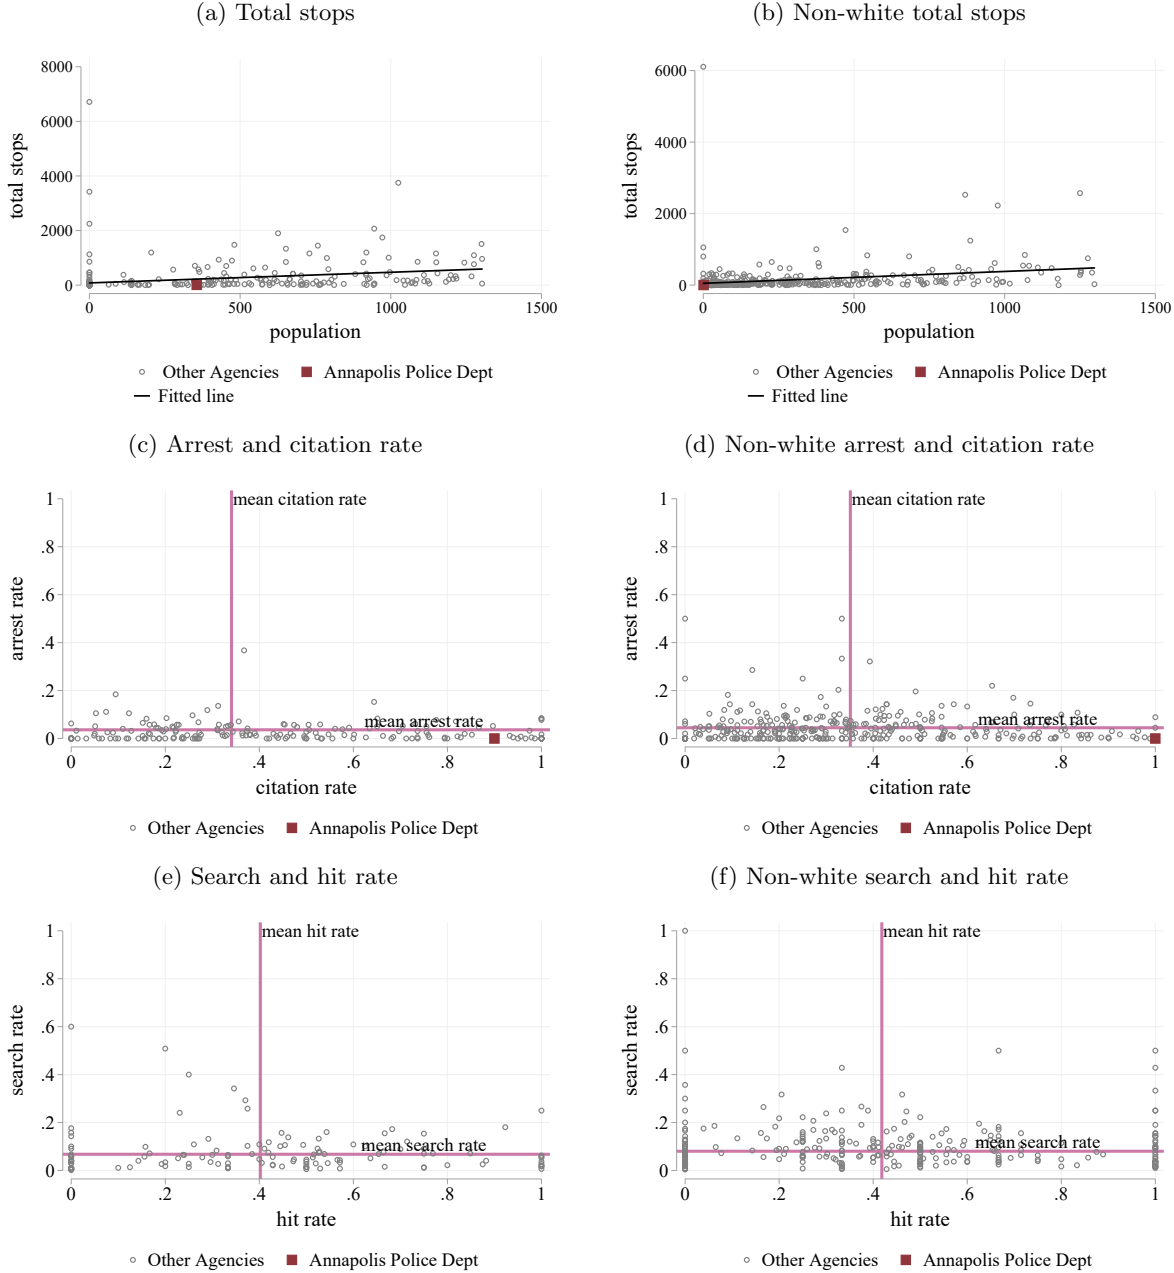 (a) Total stops
8000
6000
4000
2000
0
total stops
0 500 1000 1500
population
Other Agencies Annapolis Police Dept
Fitted line
(b) Non-white total stops
6000
4000
2000
0
total stops
0 500 1000 1500
population
Other Agencies Annapolis Police Dept
Fitted line
(c) Arrest and citation rate
1
.8
.6
.4
.2
0
arrest rate
mean citation rate
mean arrest rate
0 .2 .4 .6 .8 1
citation rate
Other Agencies Annapolis Police Dept
(d) Non-white arrest and citation rate
1
.8
.6
.4
.2
0
arrest rate
mean citation rate
mean arrest rate
0 .2 .4 .6 .8 1
citation rate
Other Agencies Annapolis Police Dept
(e) Search and hit rate
1
.8
.6
.4
.2
0
search rate
mean hit rate
mean search rate
0 .2 .4 .6 .8 1
hit rate
Other Agencies Annapolis Police Dept
(f) Non-white search and hit rate
1
.8
.6
.4
.2
0
search rate
mean hit rate
mean search rate
0 .2 .4 .6 .8 1
hit rate
Other Agencies Annapolis Police Dept